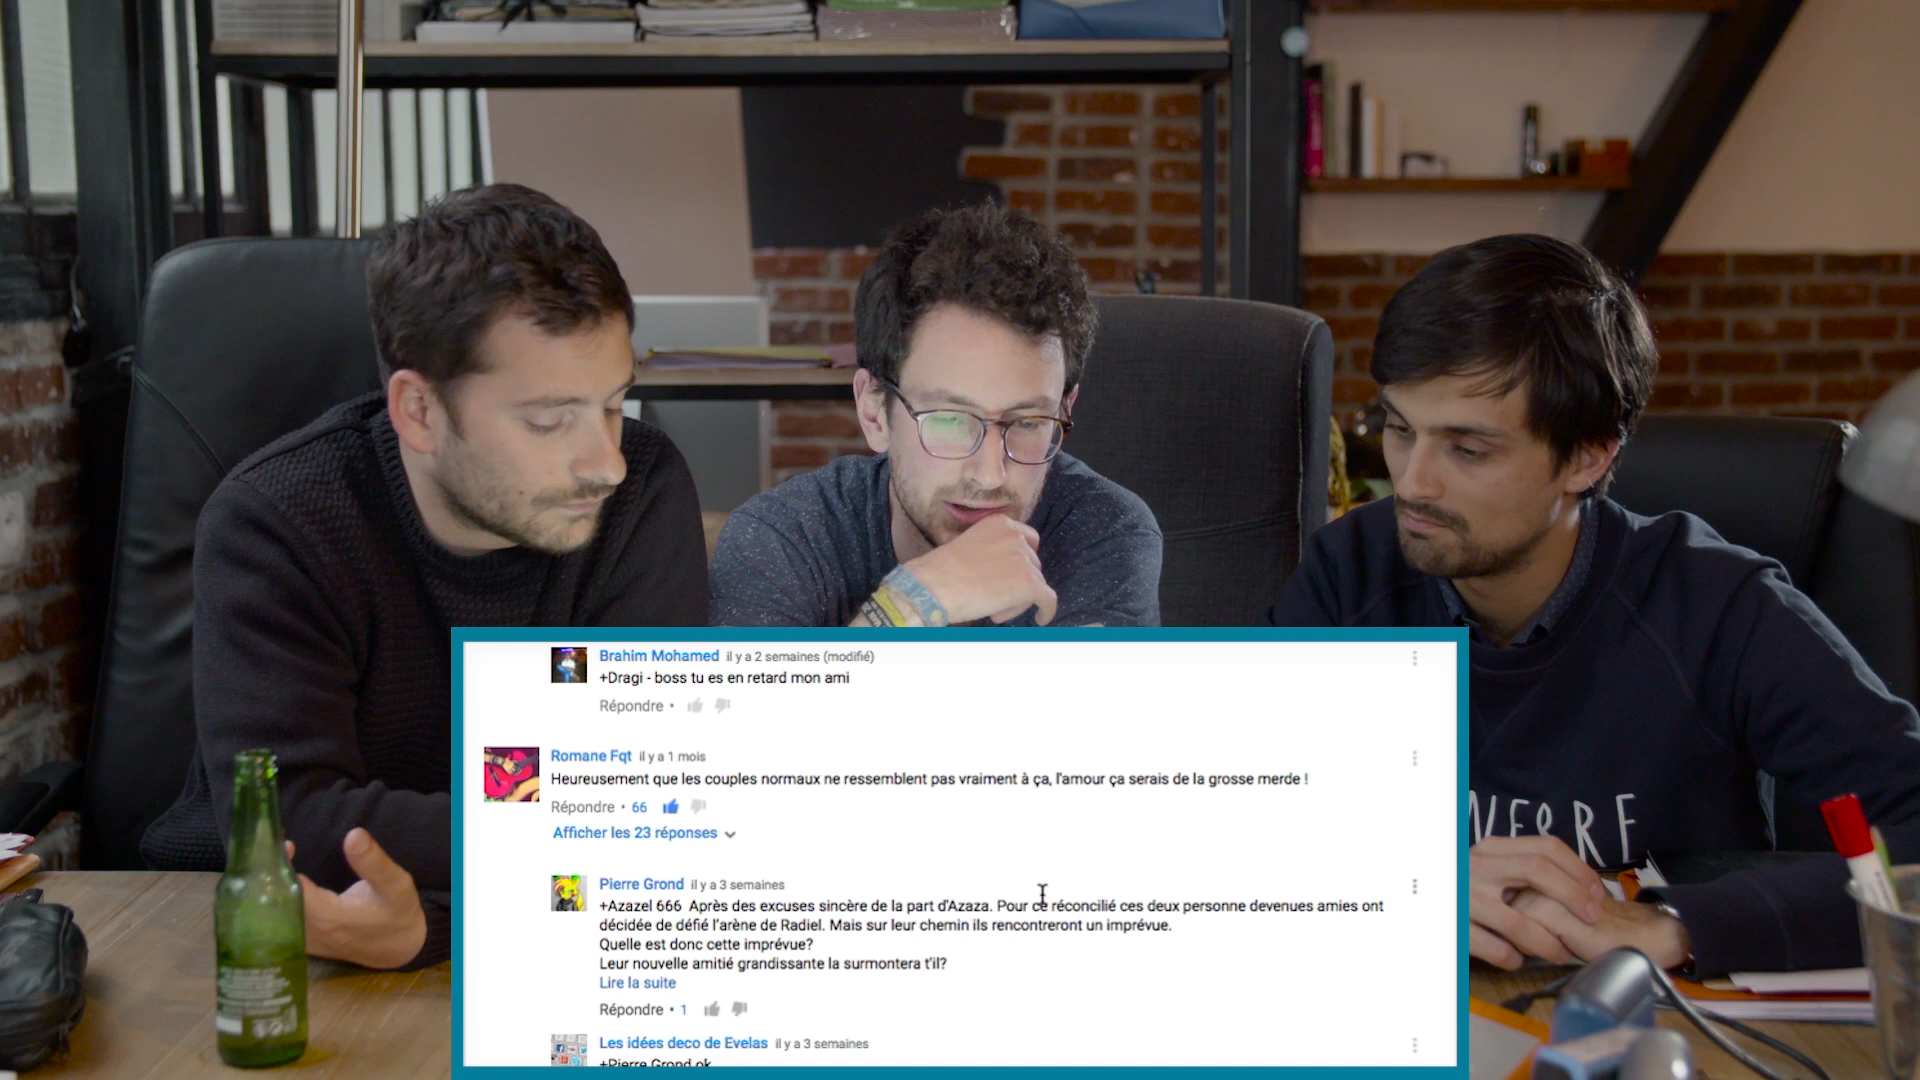 Brahim Mohamed il y a 2 semaines (modifié)
+Dragi - boss tu es en retard mon ami
Répondre •
Romane Fqt il y a 1 mois
Heureusement que les couples normaux ne ressemblent pas vraiment à ça, l'amour ça serais de la grosse merde !
Répondre • 66
Afficher les 23 réponses
Pierre Grond il y a 3 semaines
+Azazel 666 Après des excuses sincère de la part d'Azaza. Pour ce réconcilié ces deux personne devenues amies ont
décidée de défié l'arène de Radiel. Mais sur leur chemin ils rencontreront un imprévue.
Quelle est donc cette imprévue?
Leur nouvelle amitié grandissante la surmontera t'il?
Lire la suite
Répondre • 1
Les idées deco de Evelas il y a 3 semaines
+Pierre Grond ok